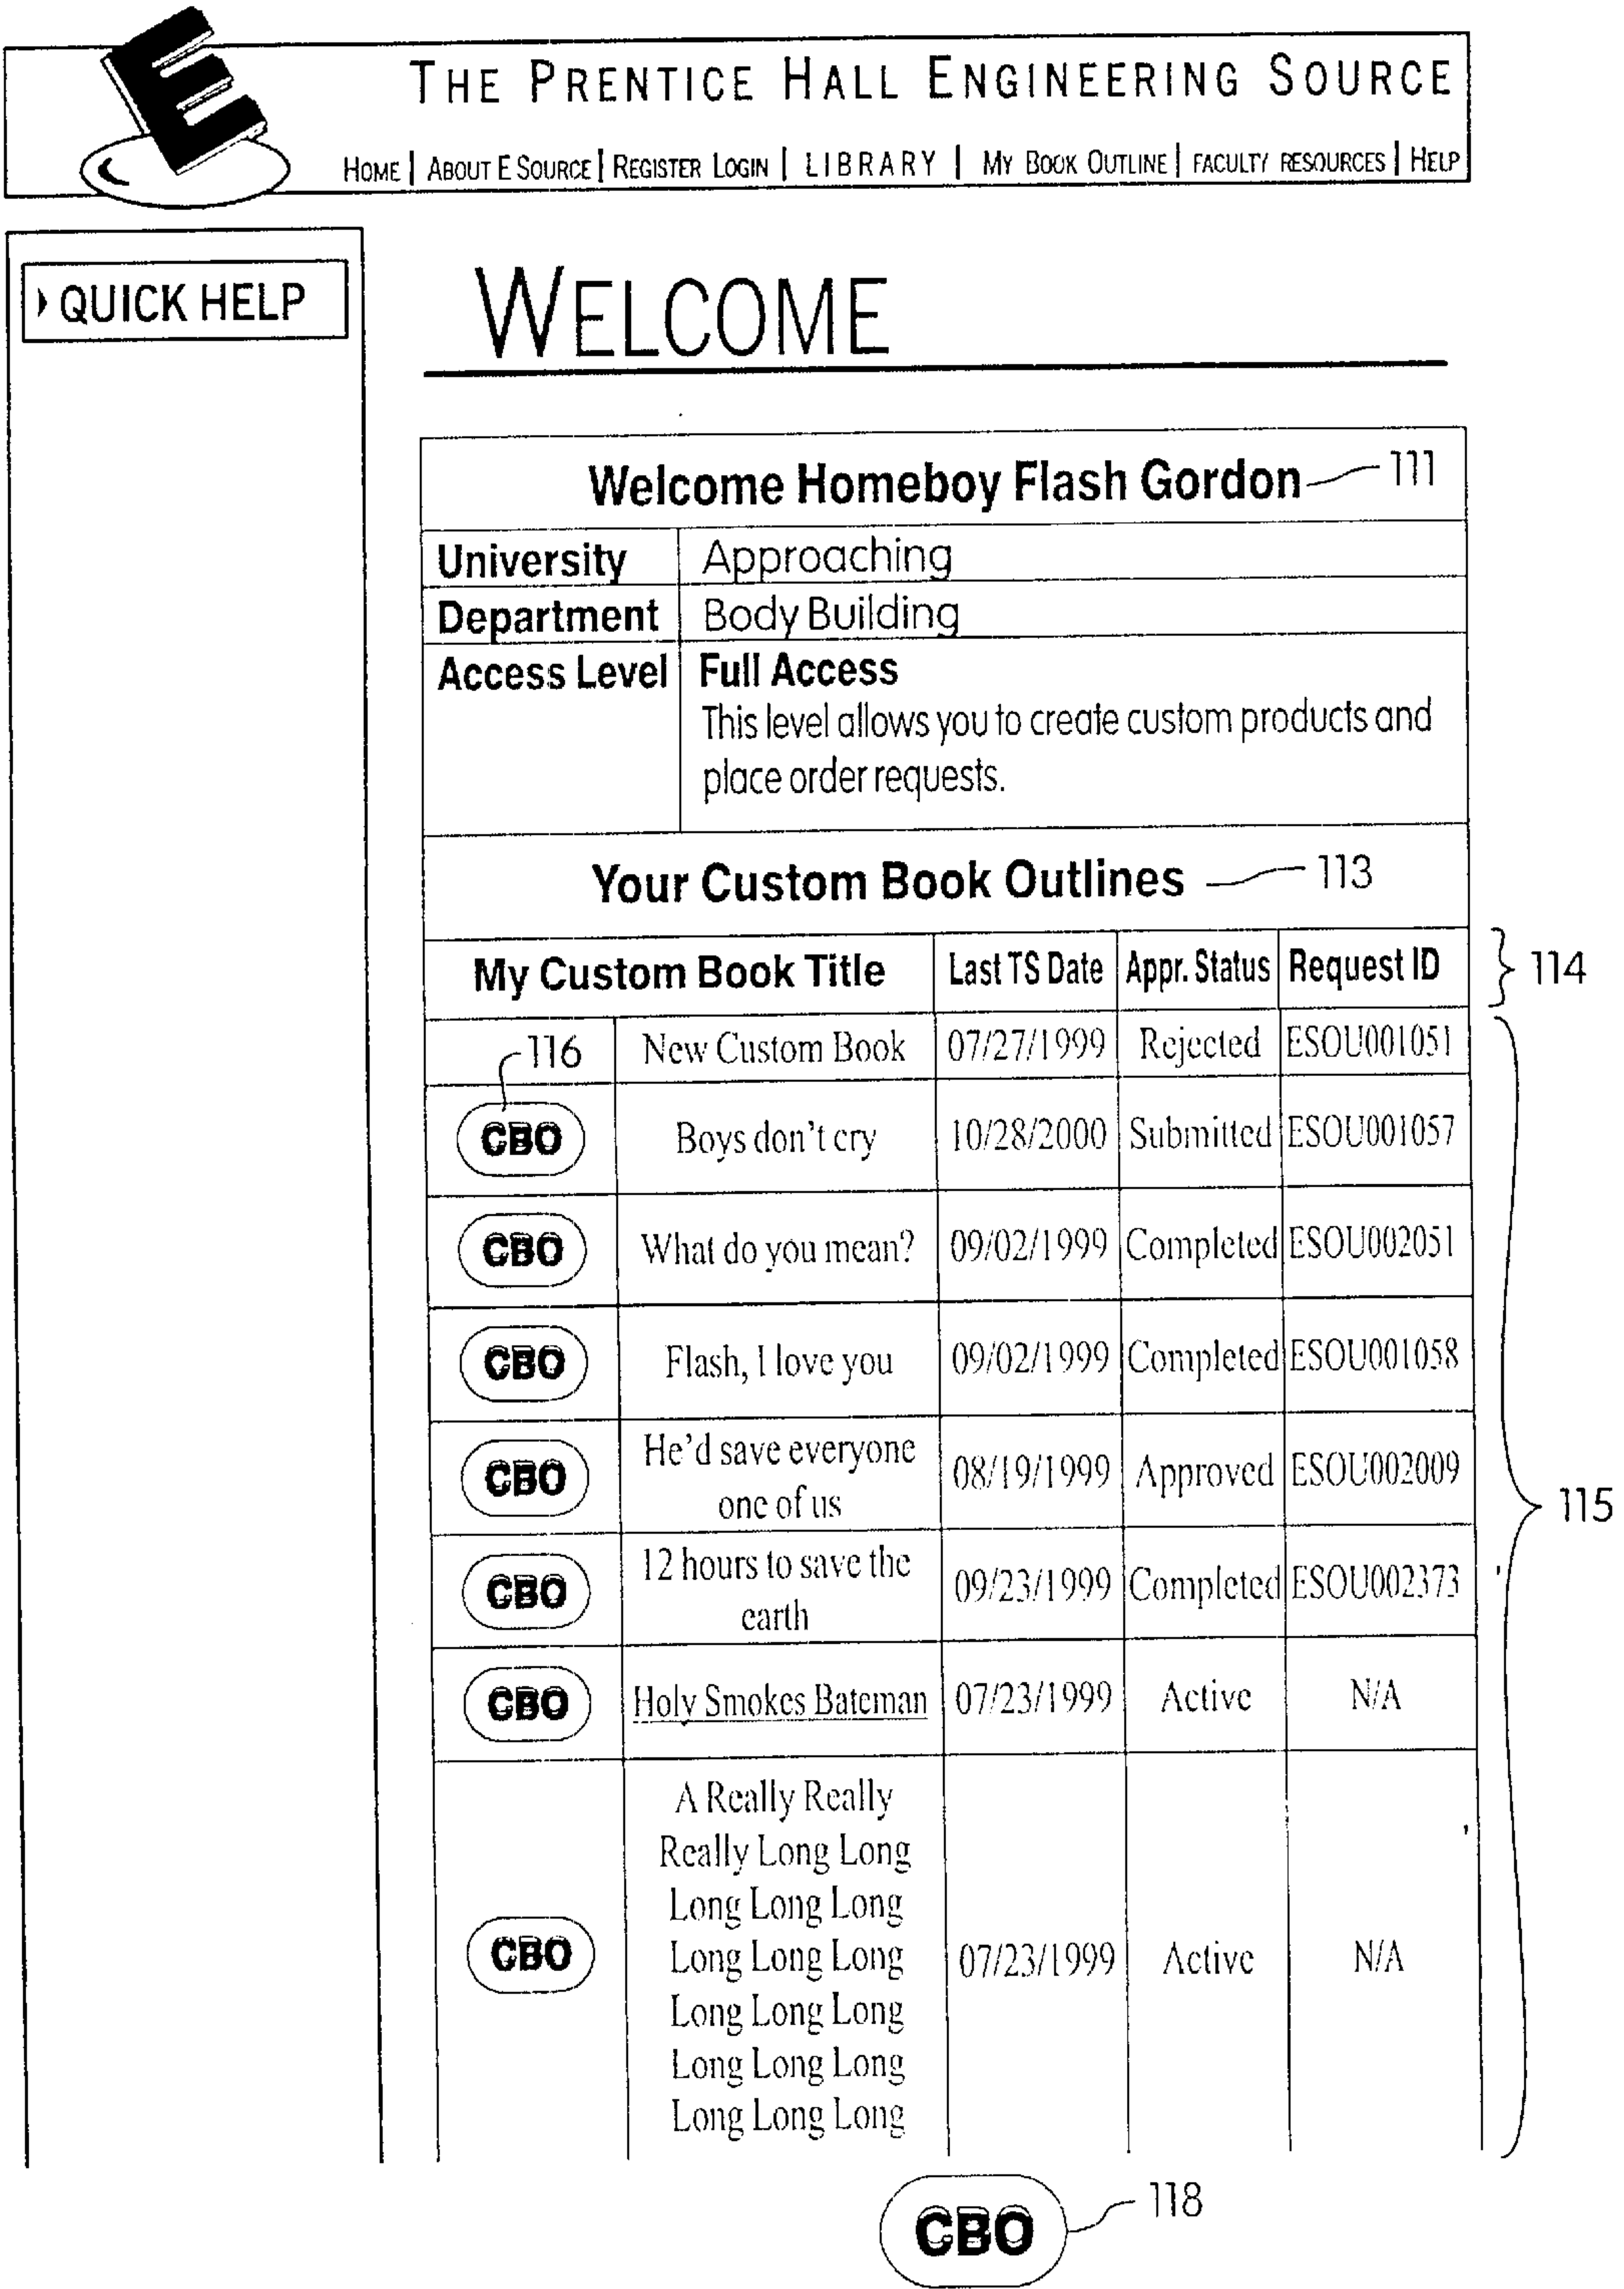 THE PRENTICE HALL ENGINEERING SOURCE
HOME | ABOUT E SOURCE | REGISTER LOGIN | LIBRARY | MY BOOK OUTLINE | FACULTY RESOURCES | HELP
QUICK HELP
WELCOME
Welcome Homeboy Flash Gordon 111
University Approaching
Department Body Building
Access Level Full Access
This level allows you to create custom products and
place order requests.
Your Custom Book Outlines 113
My Custom Book Title Last TS Date Appr. Status Request ID 114
116 New Custom Book 07/27/1999 Rejected ESOU001051
CBO Boys don't cry 10/28/2000 Submitted ESOU001057
CBO What do you mean? 09/02/1999 Completed ESOU002051
CBO Flash, I love you 09/02/1999 Completed ESOU001058
He'd save everyone
CBO one of us 08/19/1999 Approved ESOU002009
115
12 hours to save the
CBO earth 09/23/1999 Completed ESOU002373
CBO Holy Smokes Bateman 07/23/1999 Active N/A
A Really Really
Really Long Long
Long Long Long
CBO Long Long Long 07/23/1999 Active N/A
Long Long Long
Long Long Long
Long Long Long
CBO 118